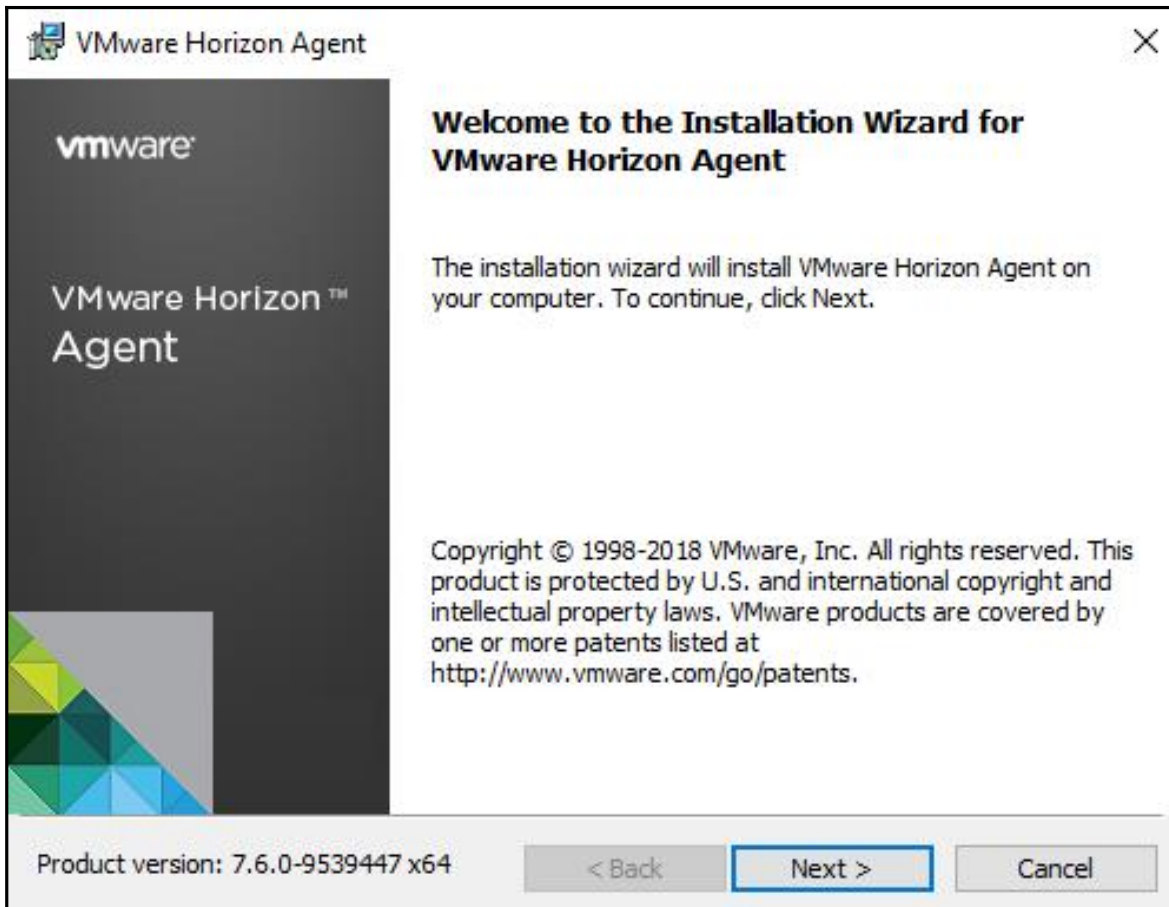 VMware Horizon Agent
vmware
VMware Horizon ™
Agent
Welcome to the Installation Wizard for
VMware Horizon Agent
The installation wizard will install VMware Horizon Agent on
your computer. To continue, click Next.
Copyright © 1998-2018 VMware, Inc. All rights reserved. This
product is protected by U.S. and international copyright and
intellectual property laws. VMware products are covered by
one or more patents listed at
http://www.vmware.com/go/patents.
Product version: 7.6.0-9539447 x64
< Back
Next >
Cancel